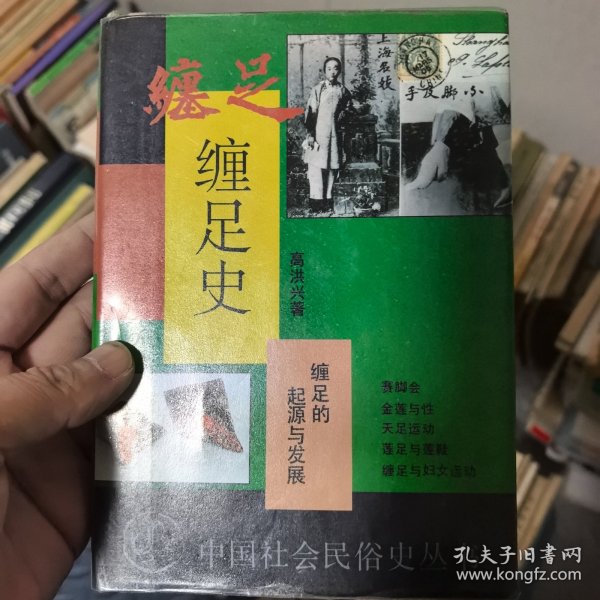 纏足
缠足史
高洪兴著
上海名妓
SHANGHAI
Shanghai
手及脚小
缠足的
起源与发展
赛脚会
金莲与性
天足运动
莲足与莲鞋
缠足与妇女运动
中国社会民俗史丛
孔夫子旧书网
www.kongfz.com